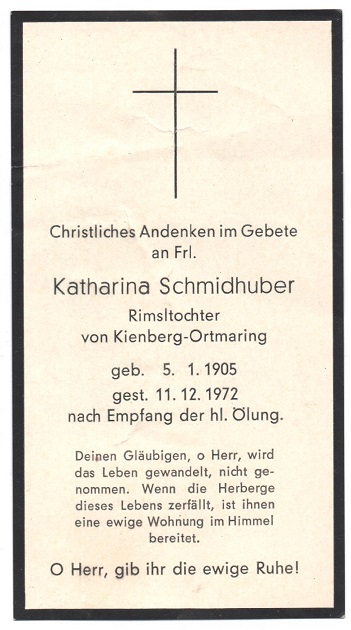 Christliches Andenken im Gebete
an Frl.
Katharina Schmidhuber
Rimsltochter
von Kienberg-Ortmaring
geb. 5. 1. 1905
gest. 11. 12. 1972
nach Empfang der hl. Ölung.
Deinen Gläubigen, o Herr, wird
das Leben gewandelt, nicht ge-
nommen. Wenn die Herberge
dieses Lebens zerfällt, ist ihnen
eine ewige Wohnung im Himmel
bereitet.
O Herr, gib ihr die ewige Ruhe!